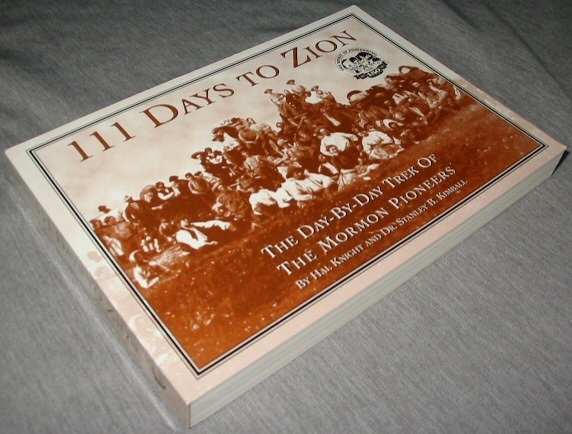 111 DAYS TO ZION
THE DAY-BY-DAY TREK OF
THE MORMON PIONEERS
BY HAL KNIGHT AND DR. STANLEY B. KIMBALL